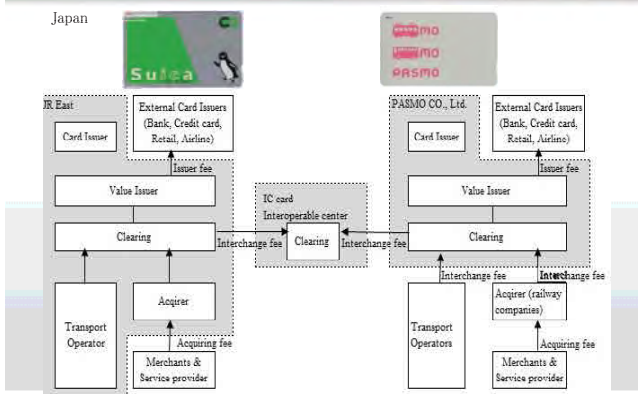 Japan
Suica
PASMO
JR East
Card Issuer
External Card Issuers
(Bank, Credit card,
Retail, Airline)
Issuer fee
Value Issuer
Clearing
Interchange fee
Acqirer
Transport
Operator
Acquiring fee
Merchants &
Service provider
IC card
Interoperable center
Clearing
PASMO CO., Ltd.
Card Issuer
External Card Issuers
(Bank, Credit card,
Retail, Airline)
Issuer fee
Value Issuer
Interchange fee
Clearing
Interchange fee
Interchange fee
Transport
Operators
Acqirer (railway
companies)
Acquiring fee
Merchants &
Service provider